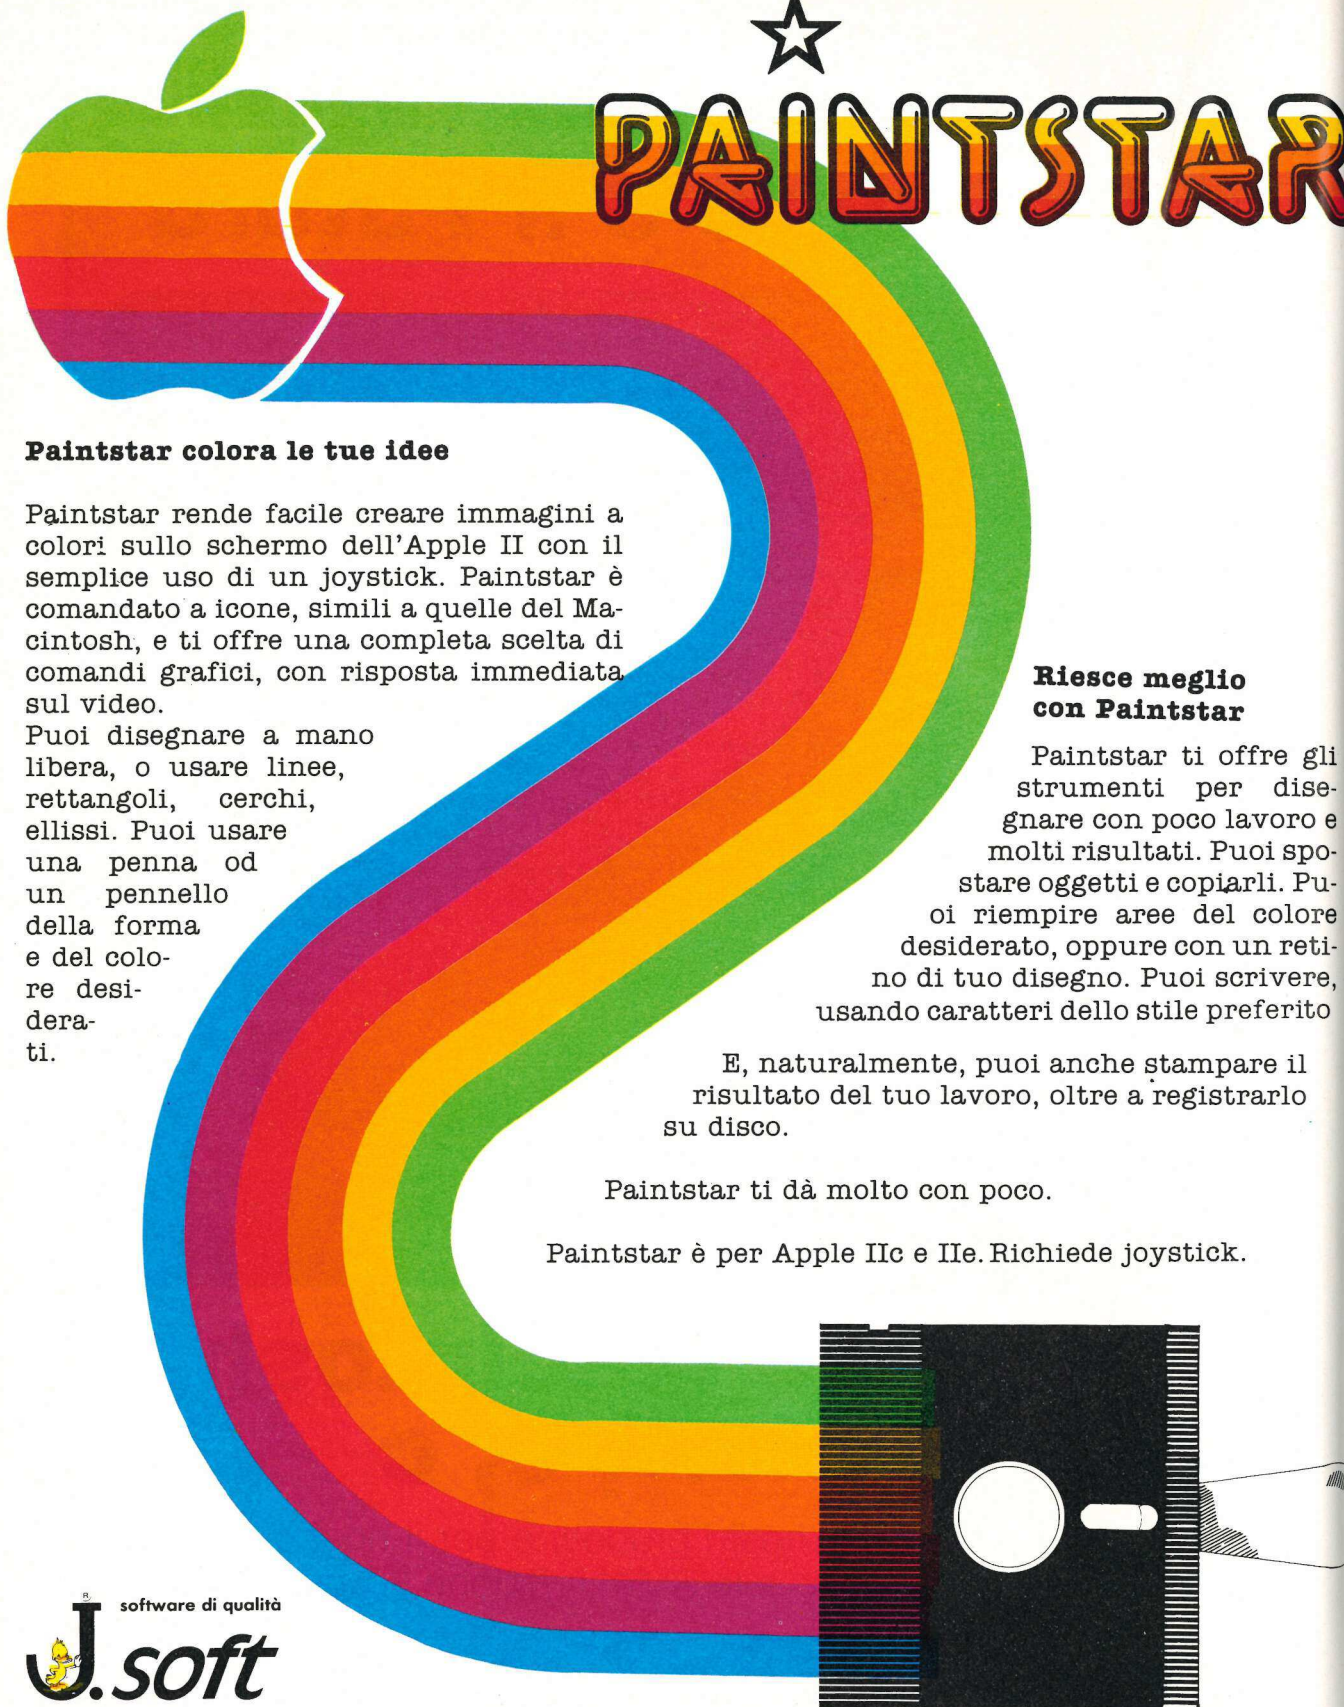 PAINTSTAR
Paintstar colora le tue idee
Paintstar rende facile creare immagini a
colori sullo schermo dell'Apple II con il
semplice uso di un joystick. Paintstar è
comandato a icone, simili a quelle del Ma-
cintosh, e ti offre una completa scelta di
comandi grafici, con risposta immediata
sul video.
Puoi disegnare a mano
libera, o usare linee,
rettangoli, cerchi,
ellissi. Puoi usare
una penna od
un pennello
della forma
e del colo-
re desi-
dera-
ti.
Riesce meglio
con Paintstar
Paintstar ti offre gli
strumenti per dise-
gnare con poco lavoro e
molti risultati. Puoi spo-
stare oggetti e copiarli. Pu-
oi riempire aree del colore
desiderato, oppure con un reti-
no di tuo disegno. Puoi scrivere,
usando caratteri dello stile preferito
E, naturalmente, puoi anche stampare il
risultato del tuo lavoro, oltre a registrarlo
su disco.
Paintstar ti dà molto con poco.
Paintstar è per Apple IIc e IIe. Richiede joystick.
R
software di qualità
J.soft